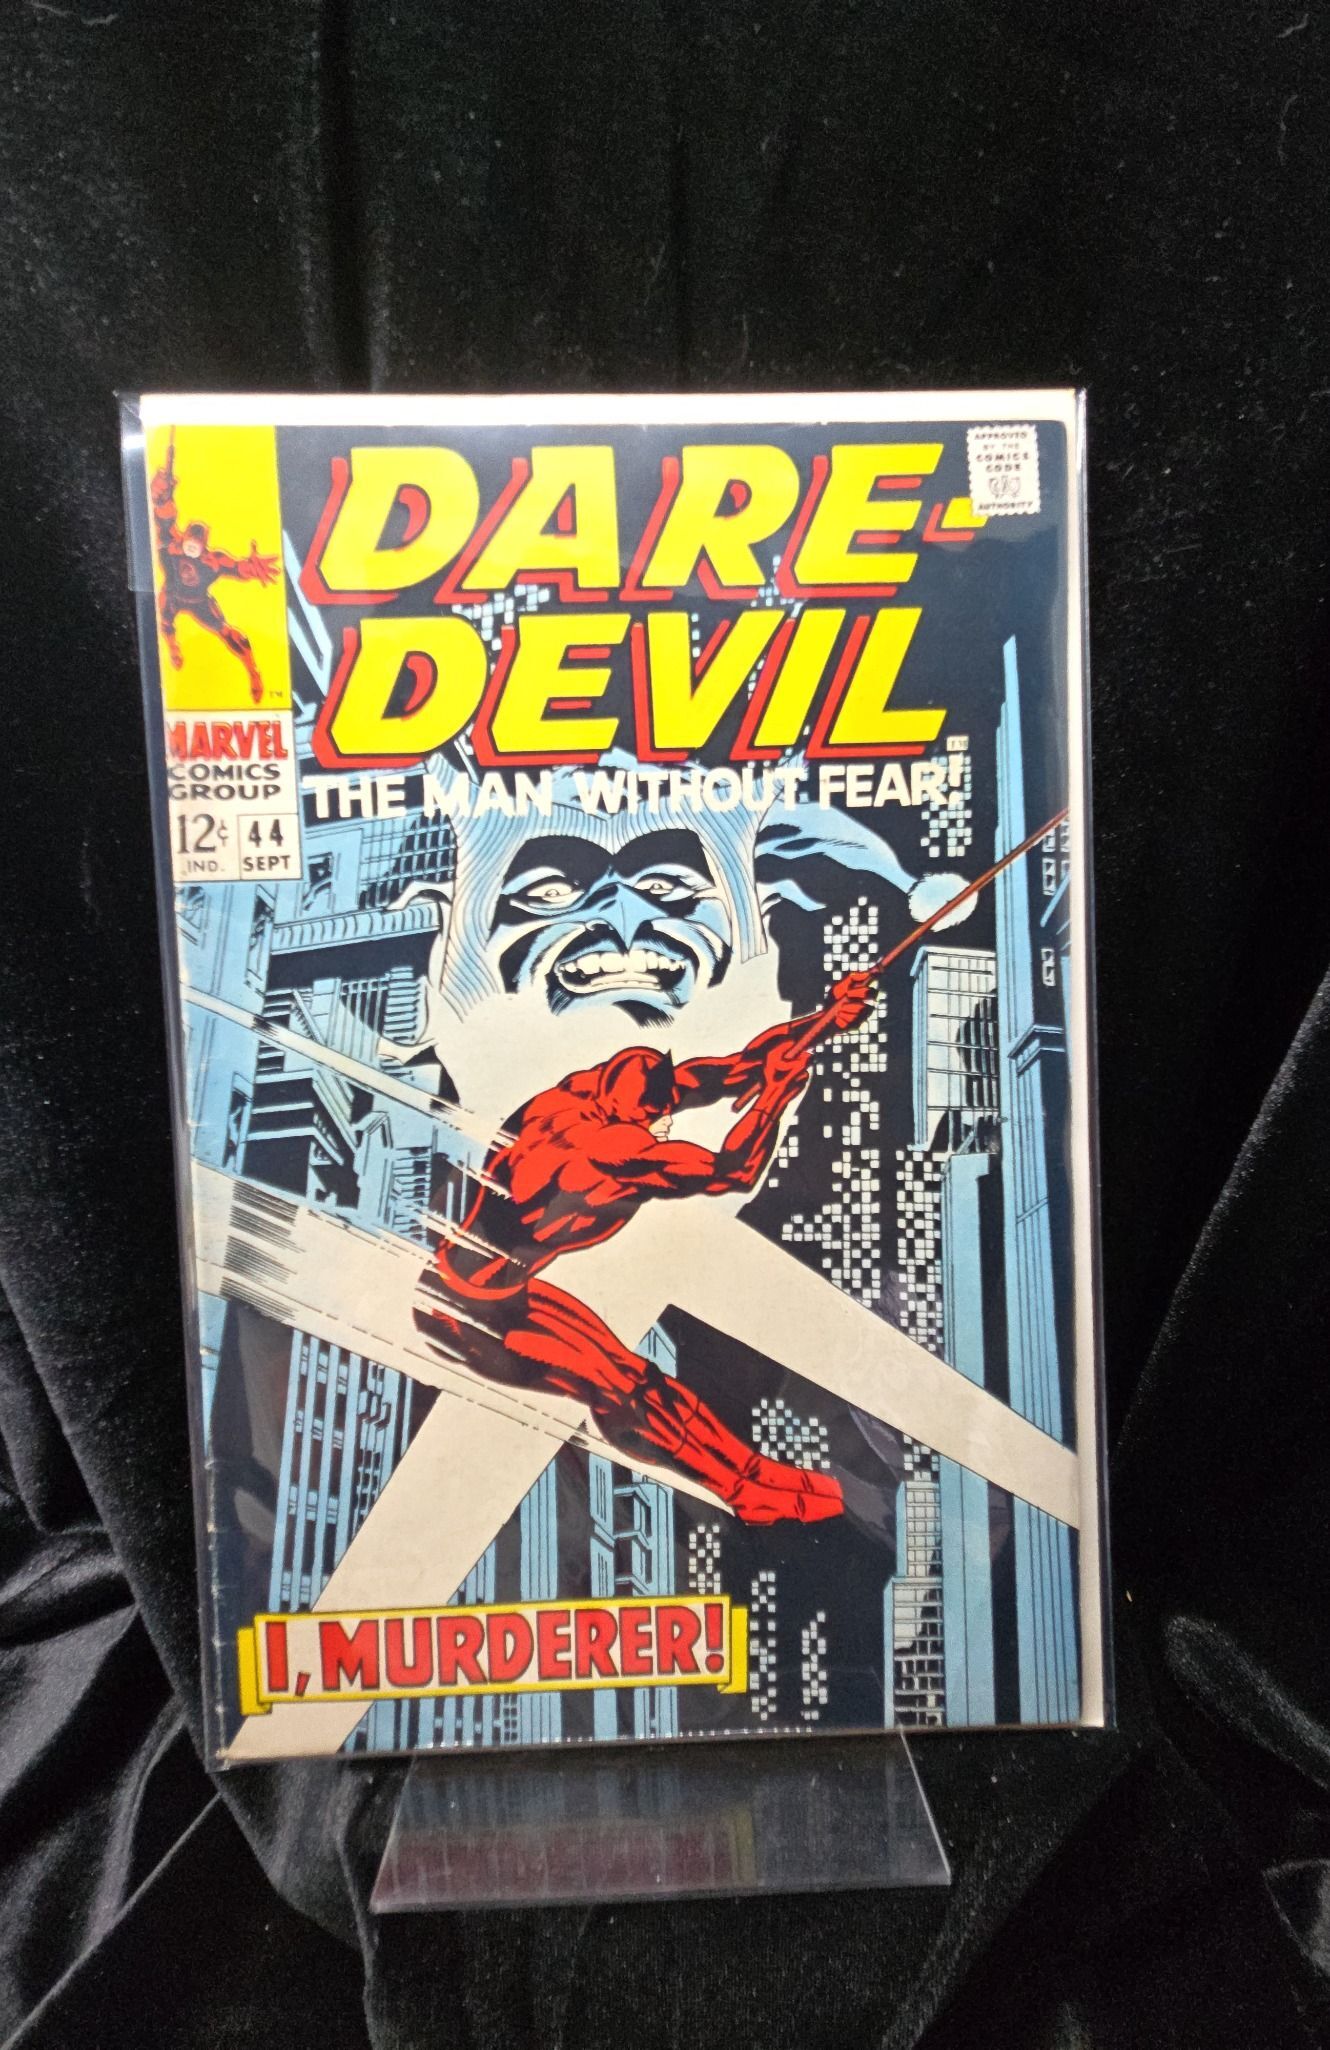 DARE-
DEVIL
THE MAN WITHOUT FEAR!
APPROVED
BY THE
COMICS
CODE
AUTHORITY
TM
MARVEL
COMICS
GROUP
12¢
IND.
44
SEPT
I, MURDERER!